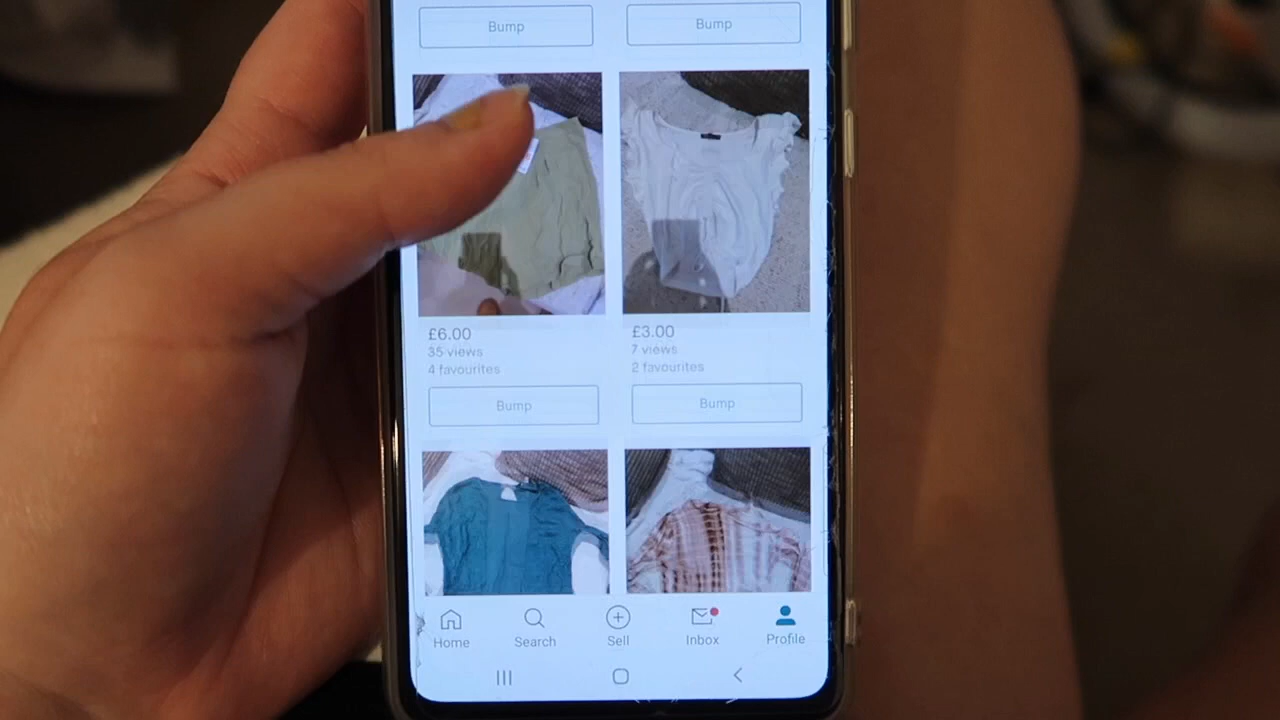 Bump
Bump
£6.00
35 views
4 favourites
£3.00
7 views
2 favourites
Bump
Bump
Home
Search
Sell
Inbox
Profile